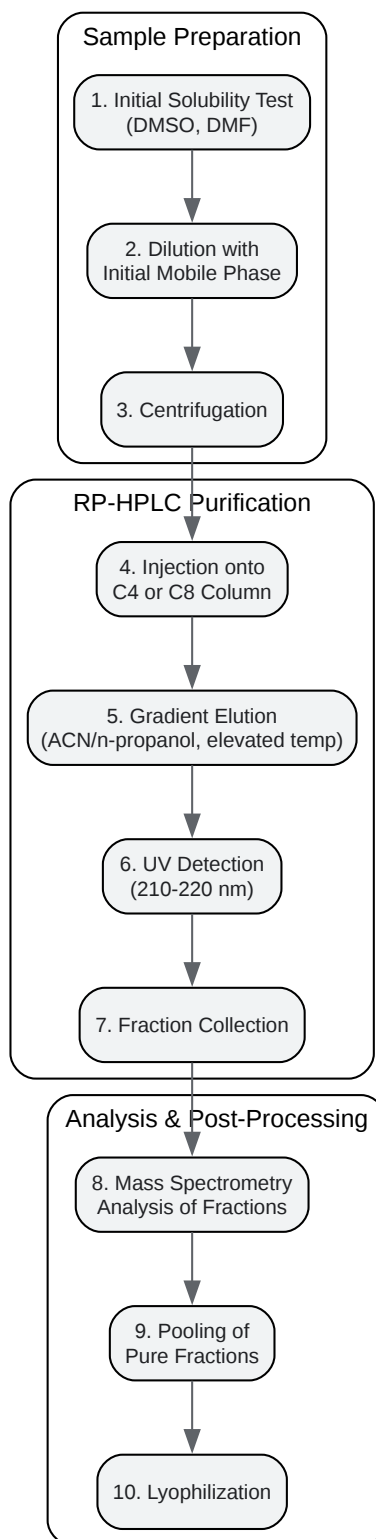 Sample Preparation
1. Initial Solubility Test
(DMSO, DMF)
2. Dilution with
Initial Mobile Phase
3. Centrifugation
RP-HPLC Purification
4. Injection onto
C4 or C8 Column
5. Gradient Elution
(ACN/n-propanol, elevated temp)
6. UV Detection
(210-220 nm)
7. Fraction Collection
Analysis & Post-Processing
8. Mass Spectrometry
Analysis of Fractions
9. Pooling of
Pure Fractions
10. Lyophilization